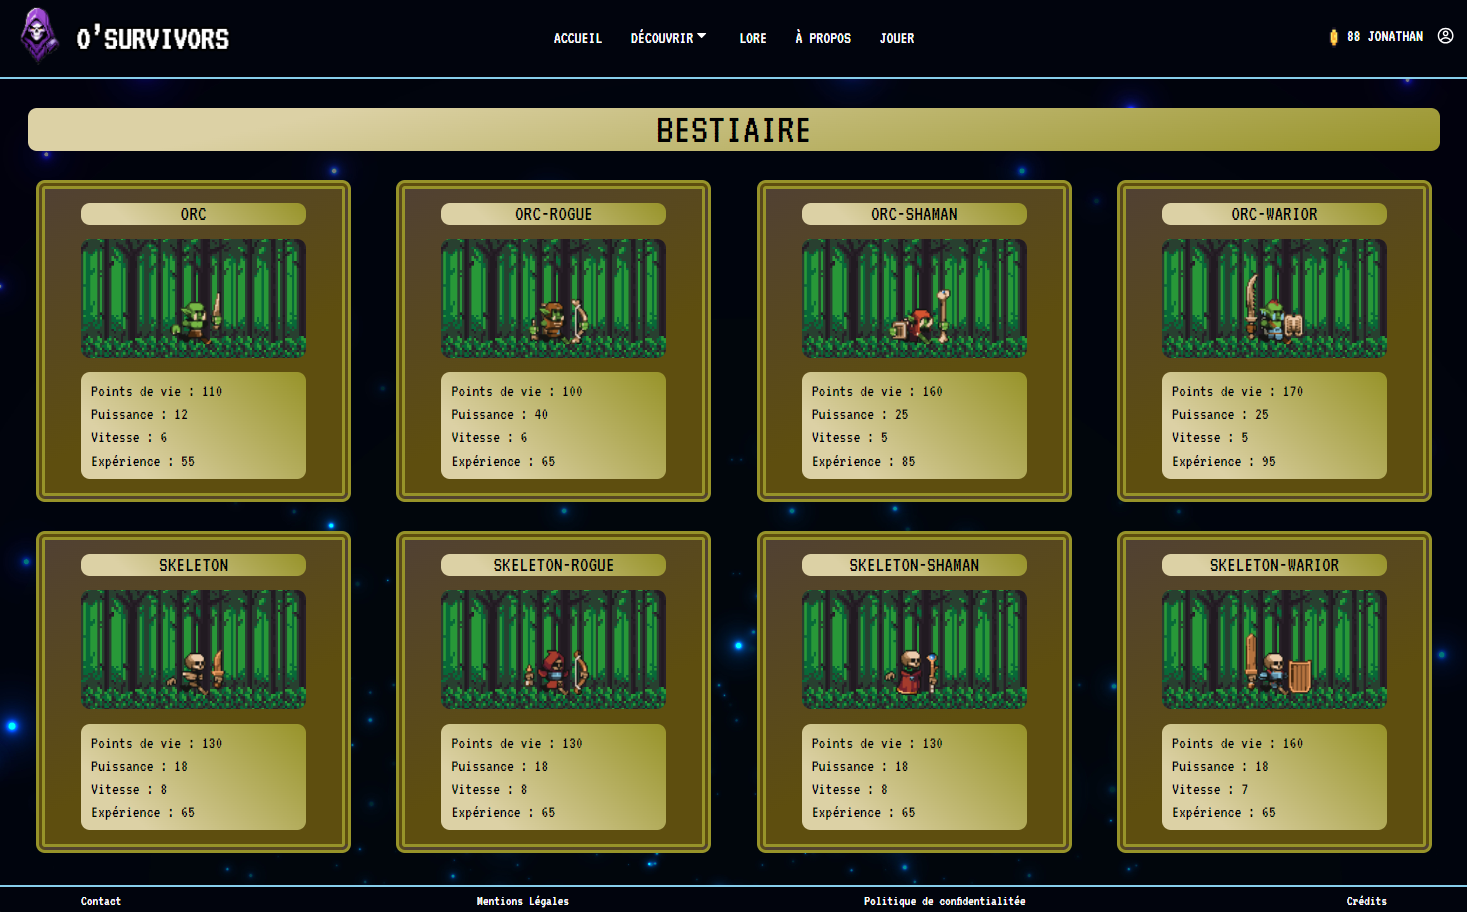 O'SURVIVORS
ACCUEIL DÉCOUVRIR LORE À PROPOS JOUER
88 JONATHAN
BESTIAIRE
ORC
Points de vie : 110
Puissance : 12
Vitesse : 6
Expérience : 55
ORC-ROGUE
Points de vie : 100
Puissance : 40
Vitesse : 6
Expérience : 65
ORC-SHAMAN
Points de vie : 160
Puissance : 25
Vitesse : 5
Expérience : 85
ORC-WARIOR
Points de vie : 170
Puissance : 25
Vitesse : 5
Expérience : 95
SKELETON
Points de vie : 130
Puissance : 18
Vitesse : 8
Expérience : 65
SKELETON-ROGUE
Points de vie : 130
Puissance : 18
Vitesse : 8
Expérience : 65
SKELETON-SHAMAN
Points de vie : 130
Puissance : 18
Vitesse : 8
Expérience : 65
SKELETON-WARIOR
Points de vie : 160
Puissance : 18
Vitesse : 7
Expérience : 65
Contact Mentions Légales Politique de confidentialitée Crédits